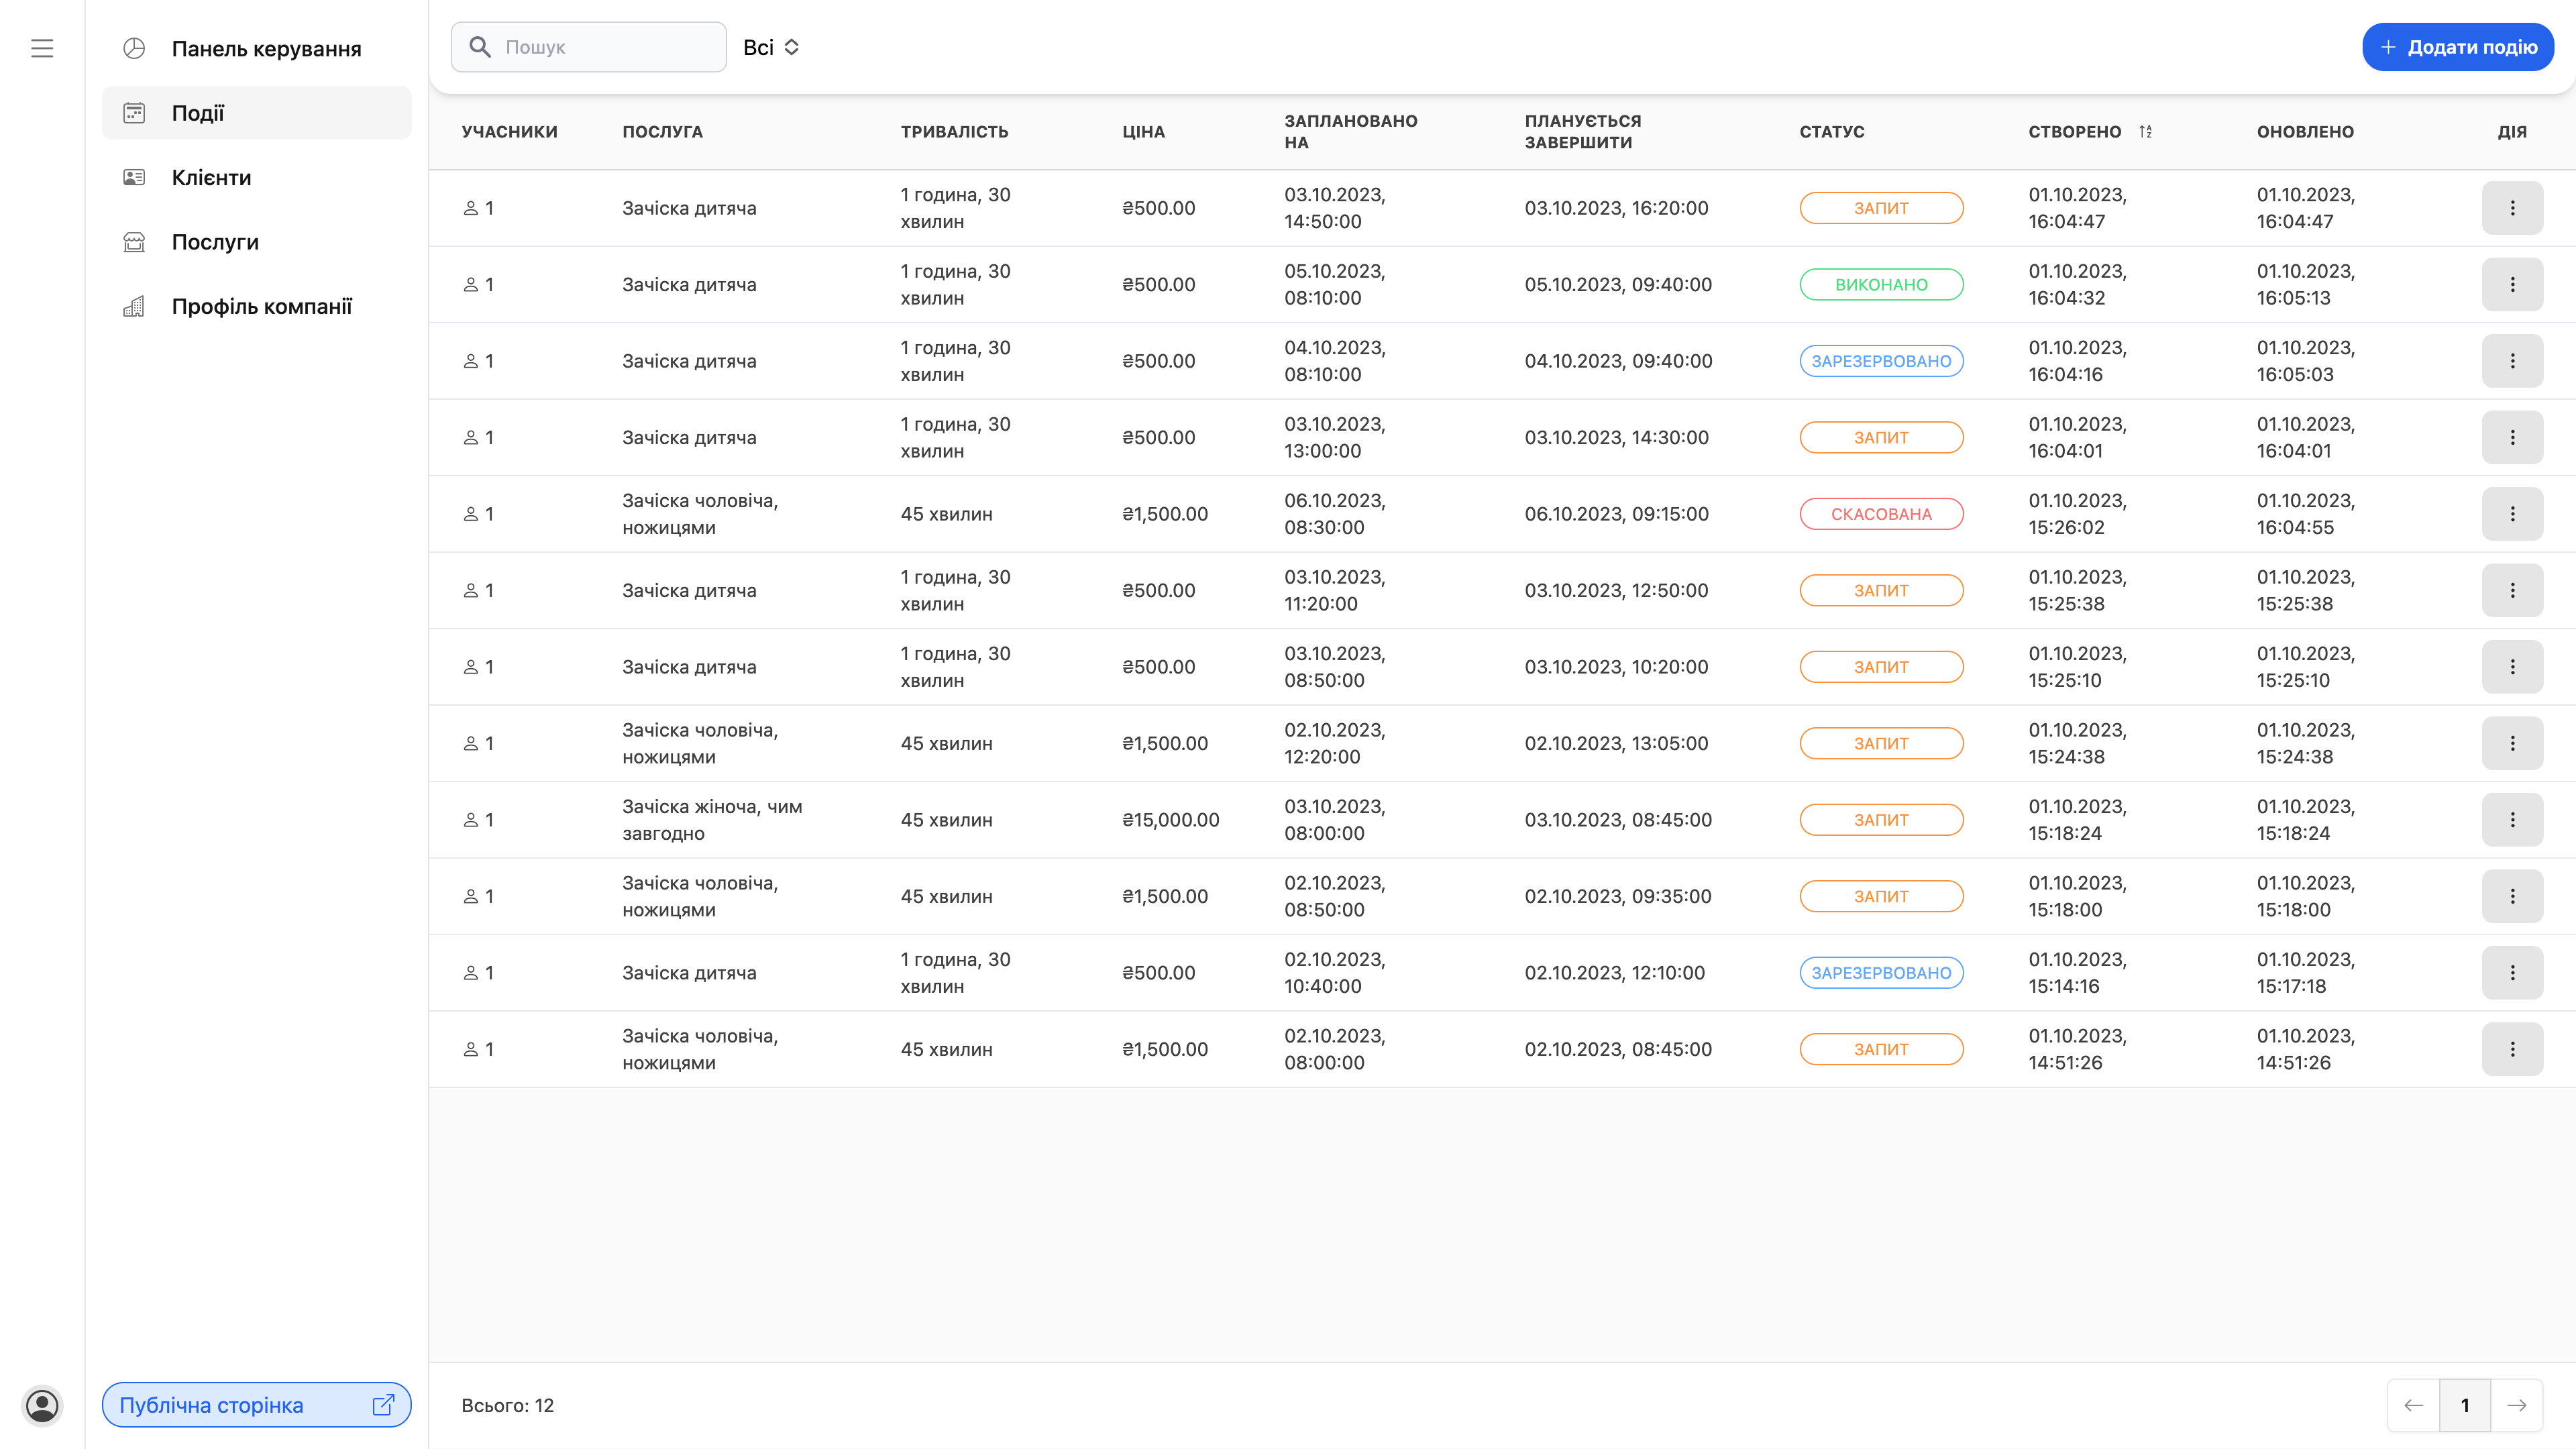 Панель керування
Події
Клієнти
Послуги
Профіль компанії
Публічна сторінка
Пошук
Всі
Додати подію
УЧАСНИКИ ПОСЛУГА ТРИВАЛІСТЬ ЦІНА ЗАПЛАНОВАНО НА ПЛАНУЄТЬСЯ ЗАВЕРШИТИ СТАТУС СТВОРЕНО ОНОВЛЕНО ДІЯ
1 Зачіска дитяча 1 година, 30 хвилин ₴500.00 03.10.2023, 14:50:00 03.10.2023, 16:20:00 ЗАПИТ 01.10.2023, 16:04:47 01.10.2023, 16:04:47
1 Зачіска дитяча 1 година, 30 хвилин ₴500.00 05.10.2023, 08:10:00 05.10.2023, 09:40:00 ВИКОНАНО 01.10.2023, 16:04:32 01.10.2023, 16:05:13
1 Зачіска дитяча 1 година, 30 хвилин ₴500.00 04.10.2023, 08:10:00 04.10.2023, 09:40:00 ЗАРЕЗЕРВОВАНО 01.10.2023, 16:04:16 01.10.2023, 16:05:03
1 Зачіска дитяча 1 година, 30 хвилин ₴500.00 03.10.2023, 13:00:00 03.10.2023, 14:30:00 ЗАПИТ 01.10.2023, 16:04:01 01.10.2023, 16:04:01
1 Зачіска чоловіча, ножицями 45 хвилин ₴1,500.00 06.10.2023, 08:30:00 06.10.2023, 09:15:00 СКАСОВАНА 01.10.2023, 15:26:02 01.10.2023, 16:04:55
1 Зачіска дитяча 1 година, 30 хвилин ₴500.00 03.10.2023, 11:20:00 03.10.2023, 12:50:00 ЗАПИТ 01.10.2023, 15:25:38 01.10.2023, 15:25:38
1 Зачіска дитяча 1 година, 30 хвилин ₴500.00 03.10.2023, 08:50:00 03.10.2023, 10:20:00 ЗАПИТ 01.10.2023, 15:25:10 01.10.2023, 15:25:10
1 Зачіска чоловіча, ножицями 45 хвилин ₴1,500.00 02.10.2023, 12:20:00 02.10.2023, 13:05:00 ЗАПИТ 01.10.2023, 15:24:38 01.10.2023, 15:24:38
1 Зачіска жіноча, чим завгодно 45 хвилин ₴15,000.00 03.10.2023, 08:00:00 03.10.2023, 08:45:00 ЗАПИТ 01.10.2023, 15:18:24 01.10.2023, 15:18:24
1 Зачіска чоловіча, ножицями 45 хвилин ₴1,500.00 02.10.2023, 08:50:00 02.10.2023, 09:35:00 ЗАПИТ 01.10.2023, 15:18:00 01.10.2023, 15:18:00
1 Зачіска дитяча 1 година, 30 хвилин ₴500.00 02.10.2023, 10:40:00 02.10.2023, 12:10:00 ЗАРЕЗЕРВОВАНО 01.10.2023, 15:14:16 01.10.2023, 15:17:18
1 Зачіска чоловіча, ножицями 45 хвилин ₴1,500.00 02.10.2023, 08:00:00 02.10.2023, 08:45:00 ЗАПИТ 01.10.2023, 14:51:26 01.10.2023, 14:51:26
Всього: 12
1